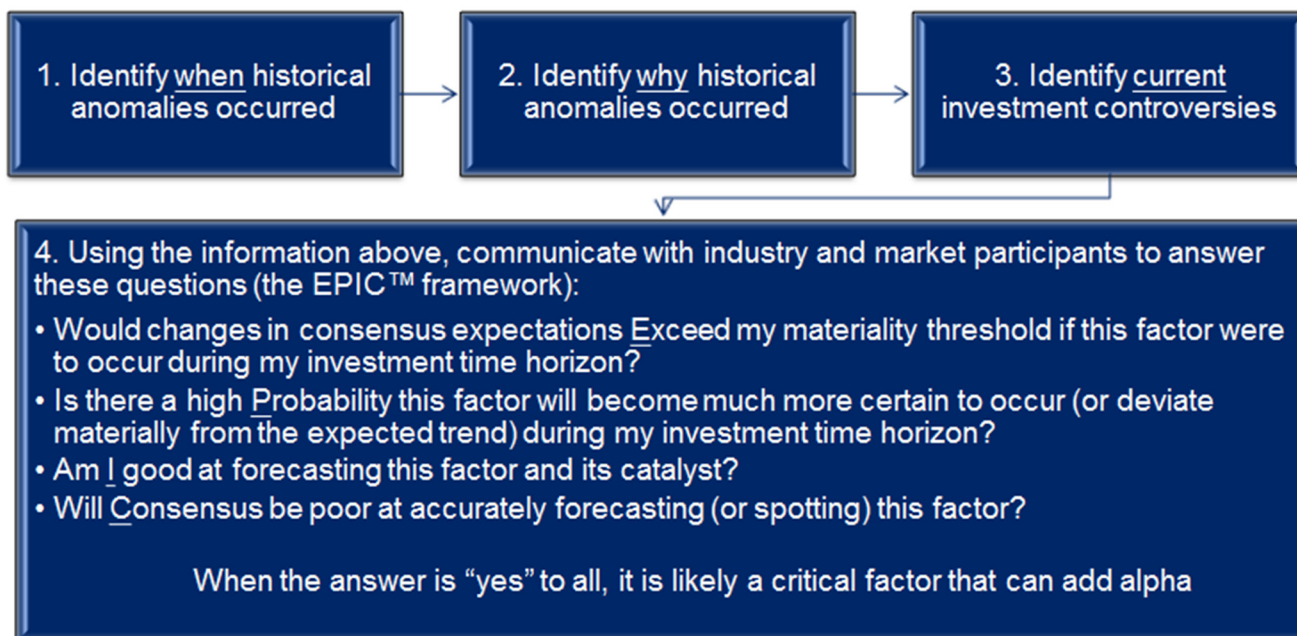 1. Identify when historical
anomalies occurred
2. Identify why historical
anomalies occurred
3. Identify current
investment controversies
4. Using the information above, communicate with industry and market participants to answer
these questions (the EPIC™ framework):
• Would changes in consensus expectations Exceed my materiality threshold if this factor were
to occur during my investment time horizon?
• Is there a high Probability this factor will become much more certain to occur (or deviate
materially from the expected trend) during my investment time horizon?
• Am I good at forecasting this factor and its catalyst?
• Will Consensus be poor at accurately forecasting (or spotting) this factor?
When the answer is “yes” to all, it is likely a critical factor that can add alpha